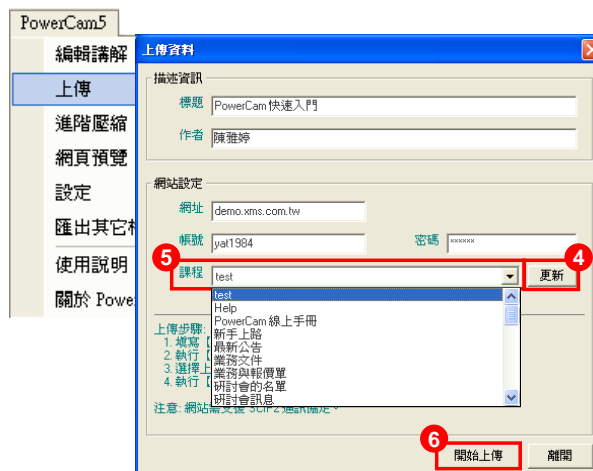 PowerCam5
編輯講解
上傳
進階壓縮
網頁預覽
設定
匯出其它
使用說明
關於 Power
上傳資料
描述資訊
標題 PowerCam 快速入門
作者 陳雅婷
網站設定
網址 demo.xms.com.tw
帳號 yat1984 密碼 ××××××
5 4
課程 test 更新
test
Help
PowerCam 線上手冊
新手上路
最新公告
業務文件
業務與報價單
研討會的名單
研討會訊息
上傳步驟:
1. 填寫【
2. 執行【
3. 選擇上
4. 執行【
注意: 網站需支援 SCIP2 通訊協定。
6
開始上傳 離開